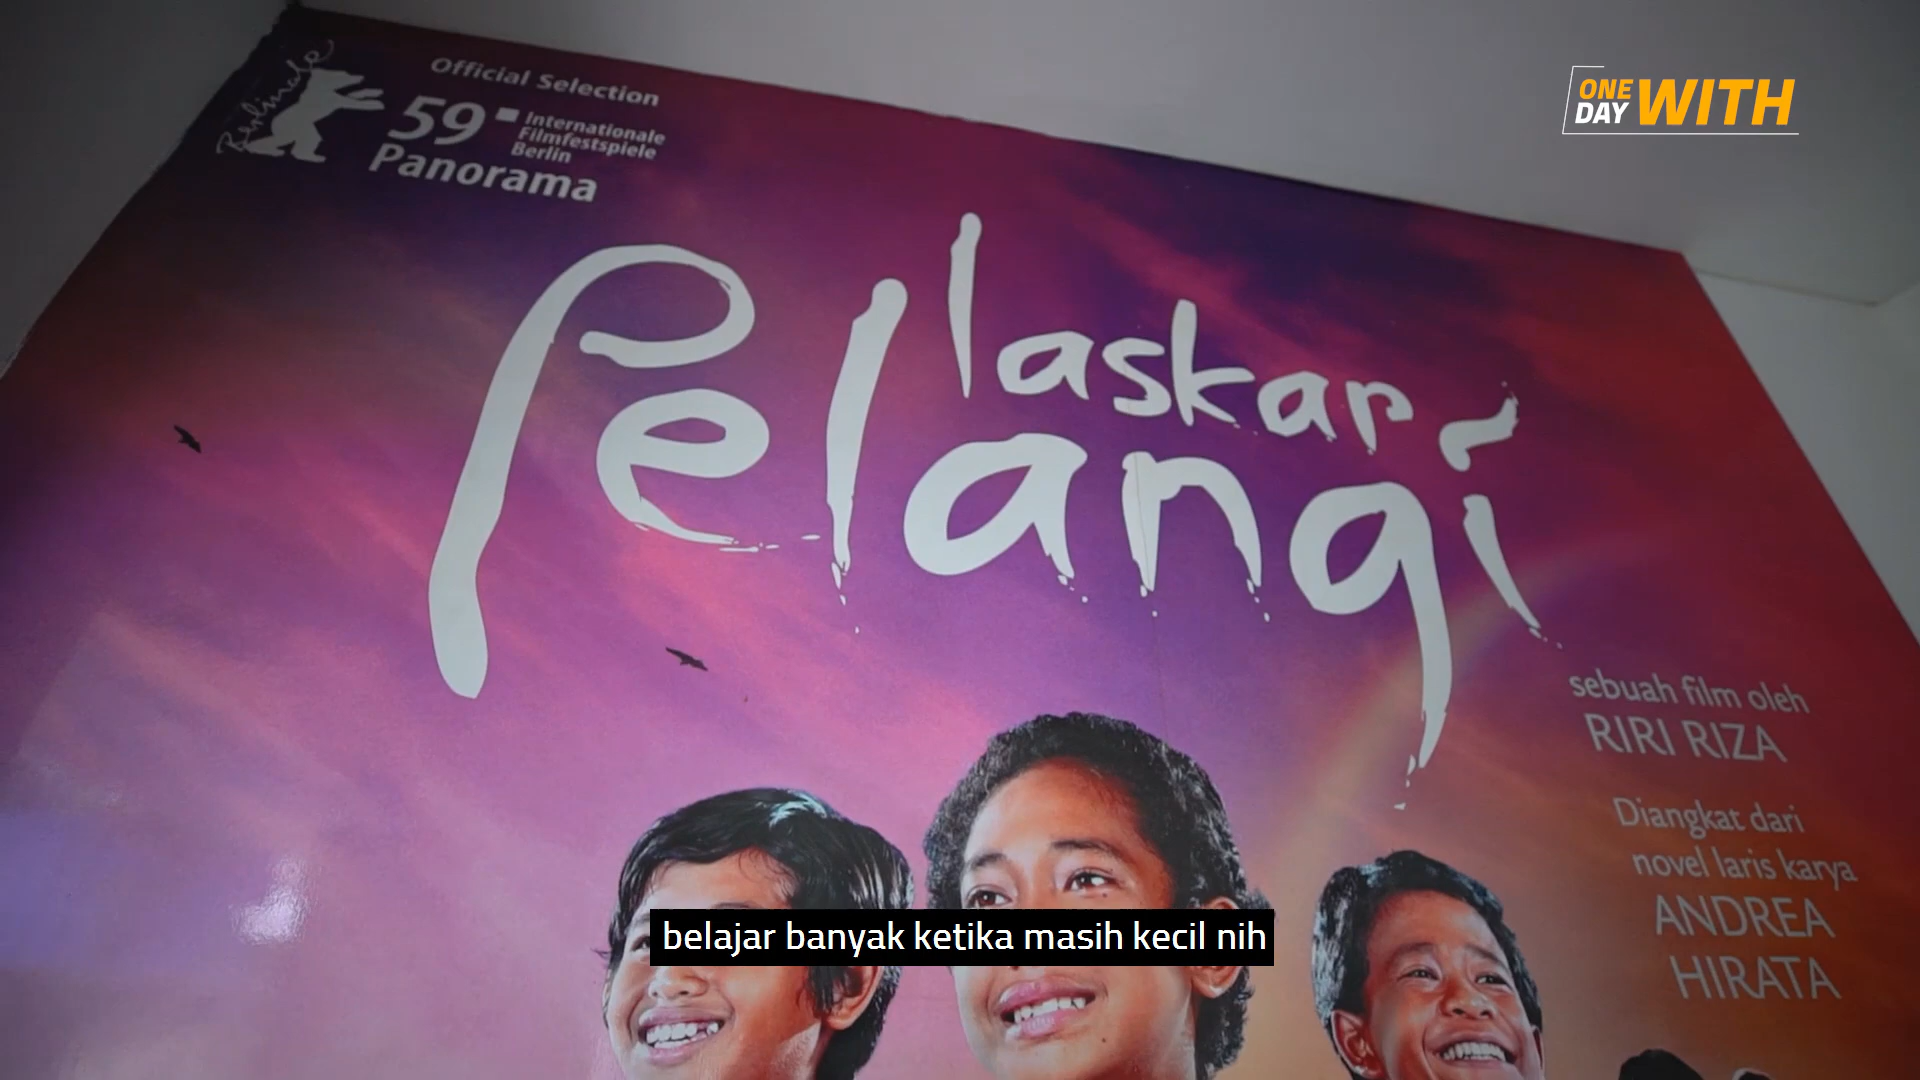 Berlinale
Official Selection
59
Internationale
Filmfestspiele
Berlin
Panorama
ONE
DAY
WITH
laskar
Pelangi
sebuah film oleh
RIRI RIZA
Diangkat dari
novel laris karya
ANDREA
HIRATA
belajar banyak ketika masih kecil nih